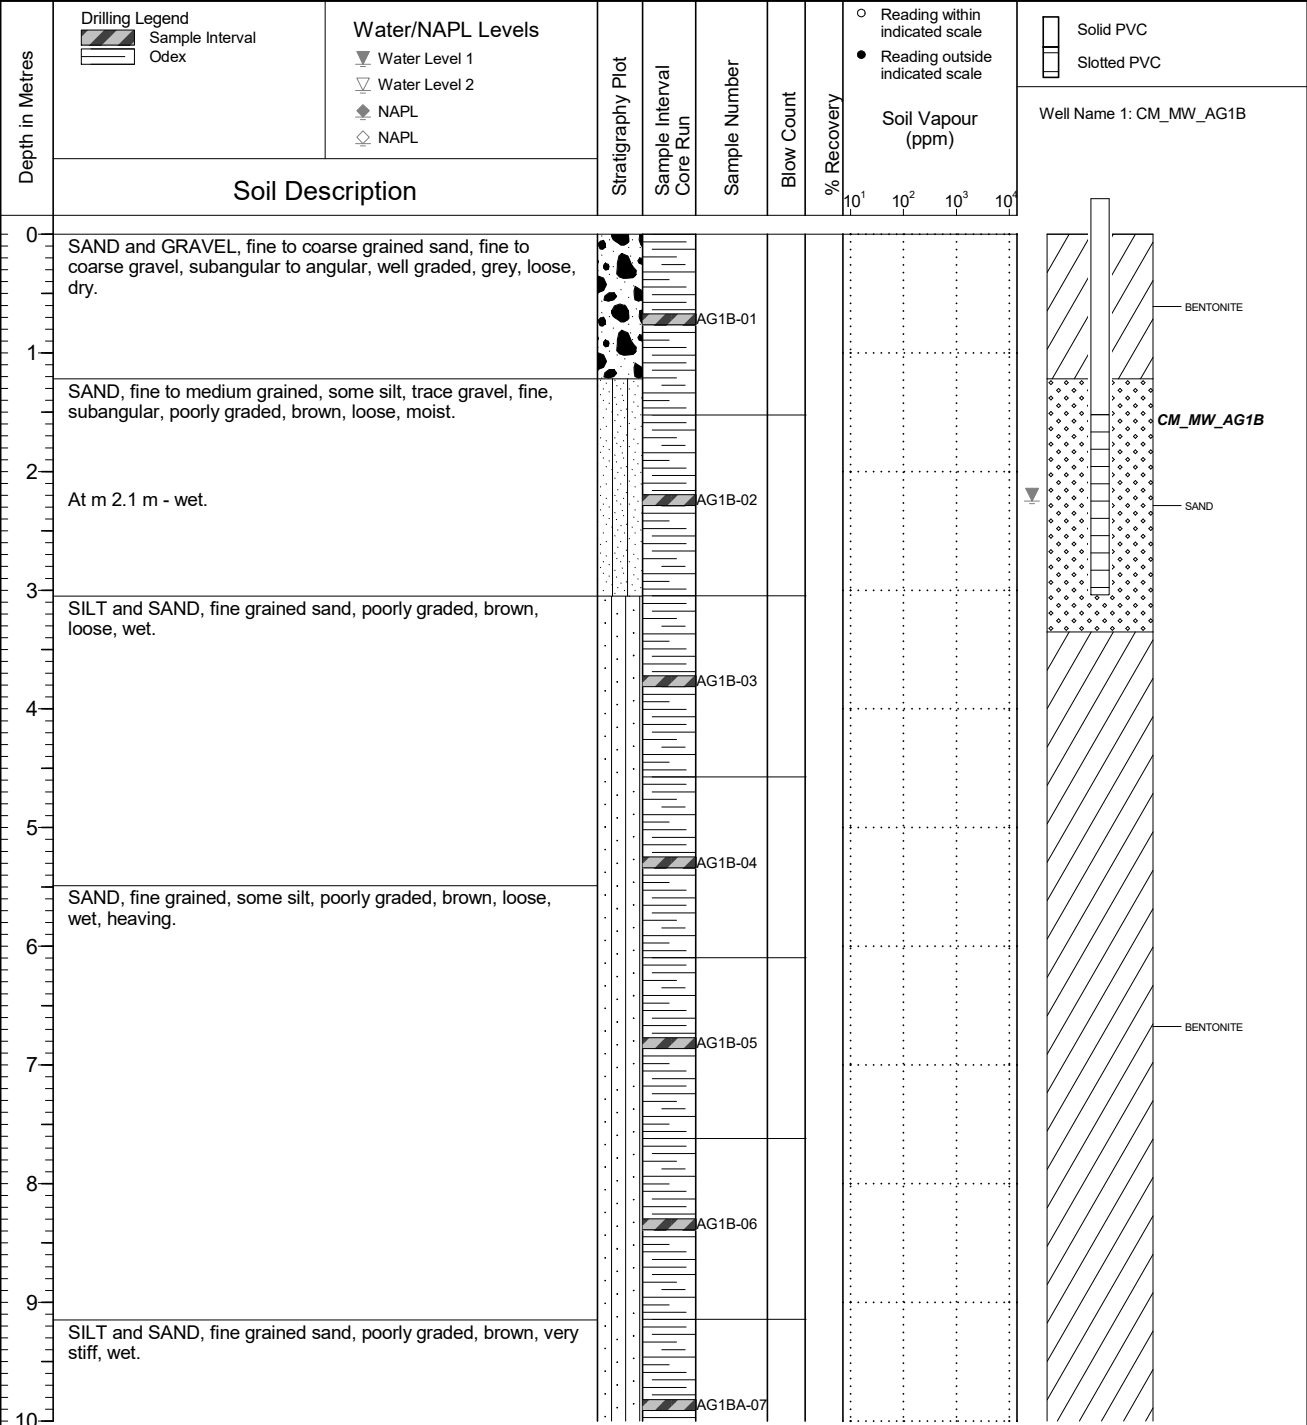 Drilling Legend
Sample Interval
Odex
Water/NAPL Levels
Water Level 1
Water Level 2
NAPL
NAPL
Depth in Metres
Soil Description
Stratigraphy Plot
Sample Interval
Core Run
Sample Number
Blow Count
% Recovery
Reading within
indicated scale
Reading outside
indicated scale
Soil Vapour
(ppm)
10¹ 10² 10³ 10⁴
Solid PVC
Slotted PVC
Well Name 1: CM_MW_AG1B
0
SAND and GRAVEL, fine to coarse grained sand, fine to
coarse gravel, subangular to angular, well graded, grey, loose,
dry.
BENTONITE
AG1B-01
1
SAND, fine to medium grained, some silt, trace gravel, fine,
subangular, poorly graded, brown, loose, moist.
CM_MW_AG1B
2
At m 2.1 m - wet.
AG1B-02
SAND
3
SILT and SAND, fine grained sand, poorly graded, brown,
loose, wet.
AG1B-03
4
5
AG1B-04
SAND, fine grained, some silt, poorly graded, brown, loose,
wet, heaving.
6
BENTONITE
AG1B-05
7
8
AG1B-06
9
SILT and SAND, fine grained sand, poorly graded, brown, very
stiff, wet.
AG1BA-07
10